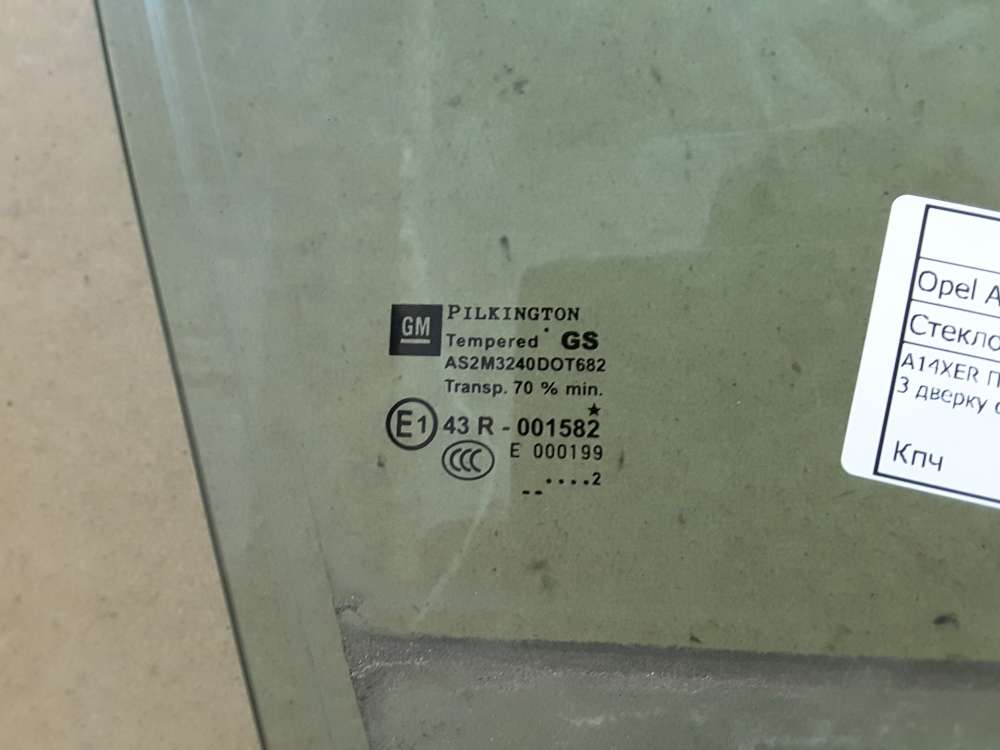 GM
PILKINGTON
Tempered GS
AS2M3240DOT682
Transp. 70 % min.
E1 43 R - 001582
CCC E 000199
....2
Opel A
Стекло
A14XER П
3 дверку
Кпч